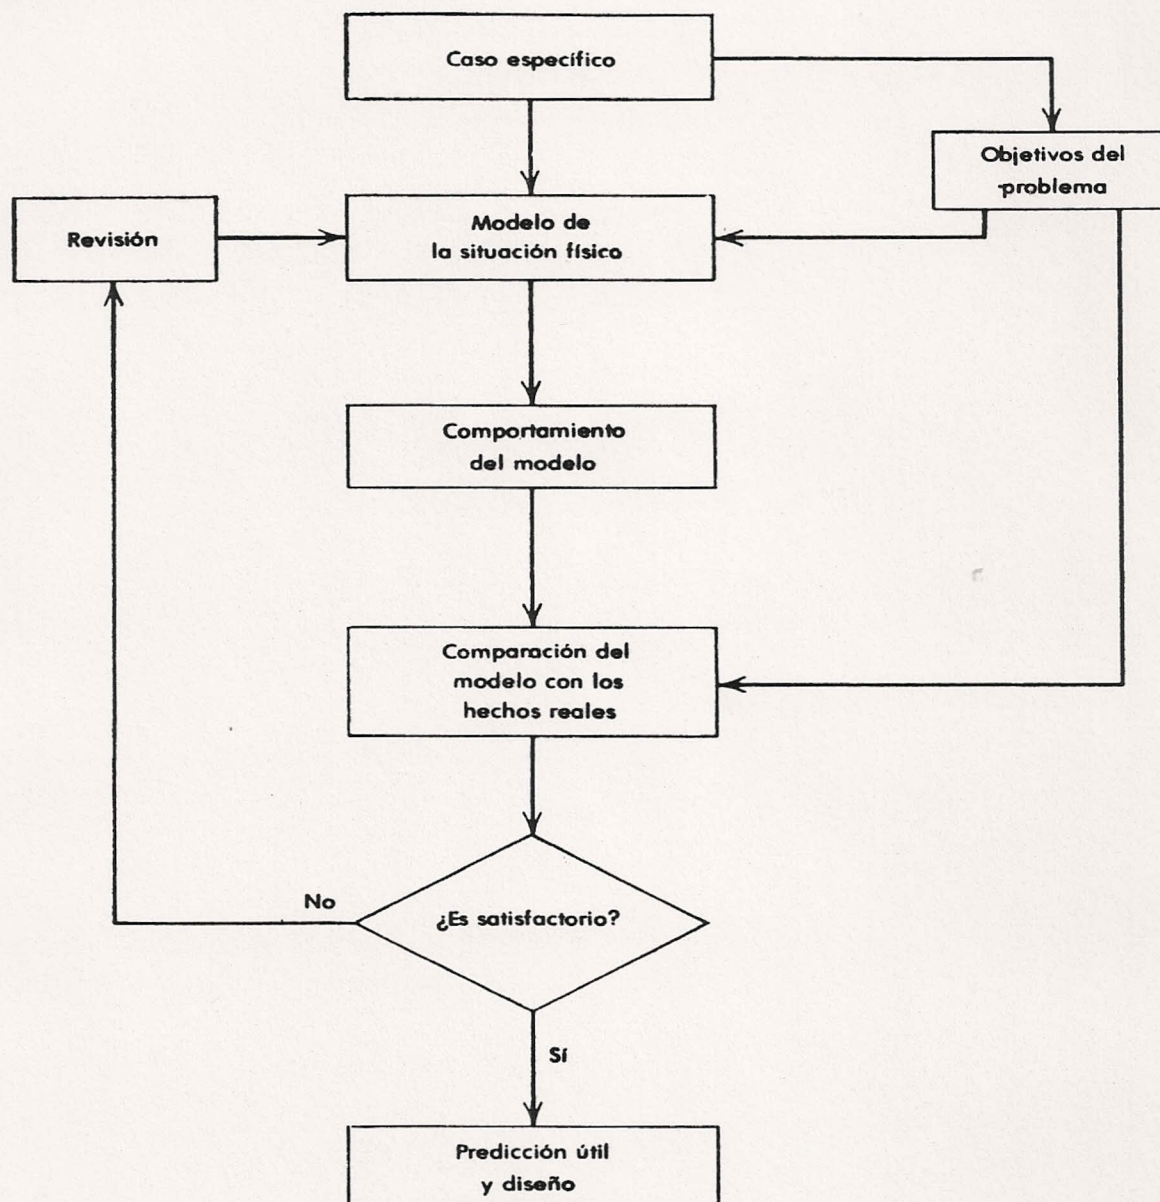 Caso específico
Objetivos del
problema
Revisión
Modelo de
la situación físico
Comportamiento
del modelo
Comparación del
modelo con los
hechos reales
No
¿Es satisfactorio?
Sí
Predicción útil
y diseño